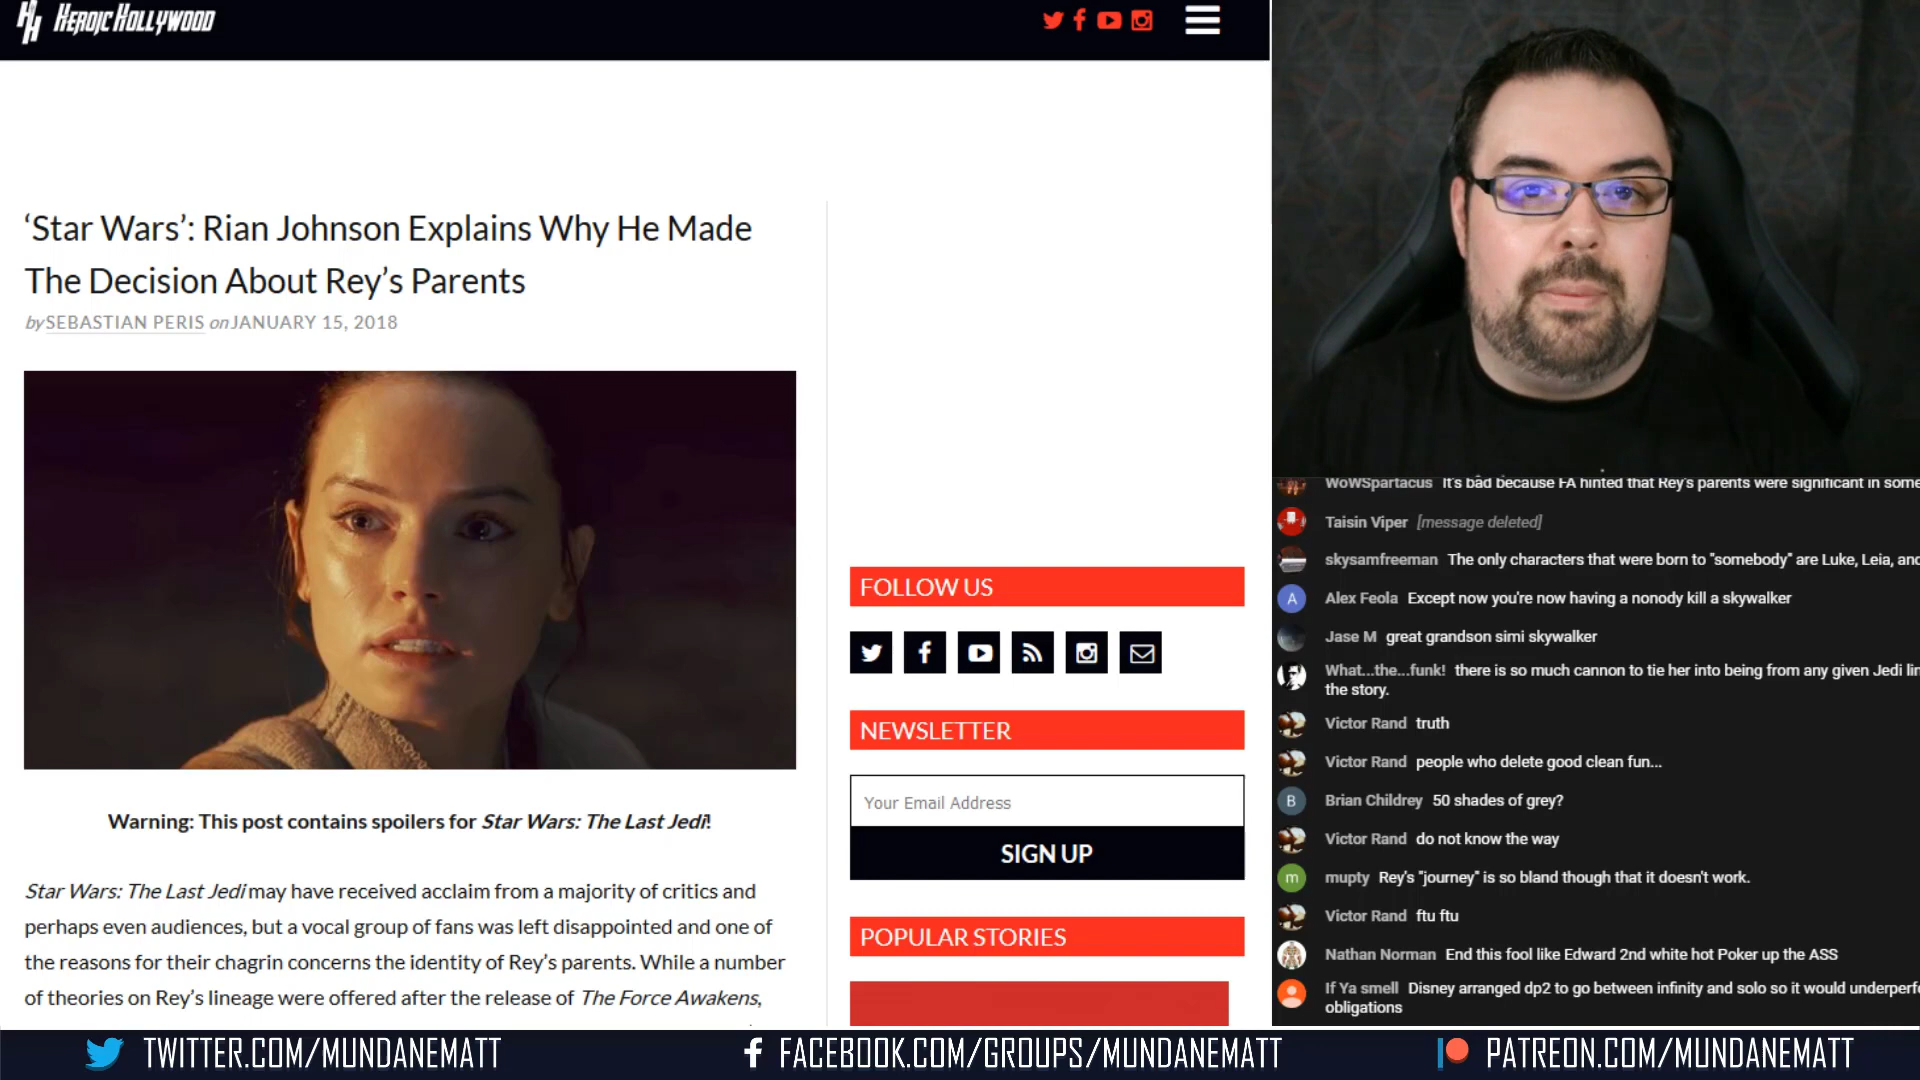 HH HEROIC HOLLYWOOD
‘Star Wars’: Rian Johnson Explains Why He Made
The Decision About Rey’s Parents
by SEBASTIAN PERIS on JANUARY 15, 2018
Warning: This post contains spoilers for Star Wars: The Last Jedi!
Star Wars: The Last Jedi may have received acclaim from a majority of critics and
perhaps even audiences, but a vocal group of fans was left disappointed and one of
the reasons for their chagrin concerns the identity of Rey’s parents. While a number
of theories on Rey’s lineage were offered after the release of The Force Awakens,
FOLLOW US
NEWSLETTER
Your Email Address
SIGN UP
POPULAR STORIES
WoWSpartacus It's bad because FA hinted that Rey's parents were significant in some
Taisin Viper [message deleted]
skysamfreeman The only characters that were born to "somebody" are Luke, Leia, and
A Alex Feola Except now you're now having a nonody kill a skywalker
Jase M great grandson simi skywalker
What...the...funk! there is so much cannon to tie her into being from any given Jedi lin
the story.
Victor Rand truth
Victor Rand people who delete good clean fun...
B Brian Childrey 50 shades of grey?
Victor Rand do not know the way
m mupty Rey's "journey" is so bland though that it doesn't work.
Victor Rand ftu ftu
Nathan Norman End this fool like Edward 2nd white hot Poker up the ASS
If Ya smell Disney arranged dp2 to go between infinity and solo so it would underperfo
obligations
TWITTER.COM/MUNDANEMATT
FACEBOOK.COM/GROUPS/MUNDANEMATT
PATREON.COM/MUNDANEMATT